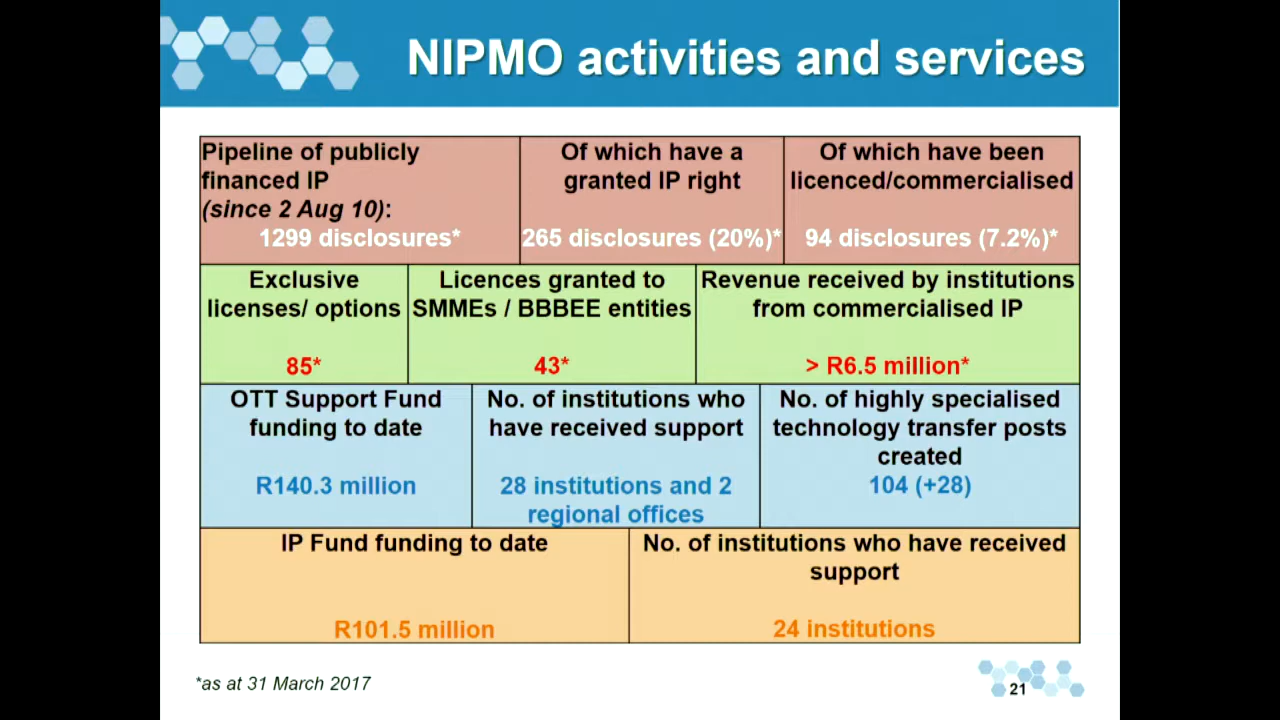 NIPMO activities and services
Pipeline of publicly
financed IP
(since 2 Aug 10):
1299 disclosures*
Of which have a
granted IP right
265 disclosures (20%)*
Of which have been
licenced/commercialised
94 disclosures (7.2%)*
Exclusive
licenses/ options
85*
Licences granted to
SMMEs / BBBEE entities
43*
Revenue received by institutions
from commercialised IP
> R6.5 million*
OTT Support Fund
funding to date
R140.3 million
No. of institutions who
have received support
28 institutions and 2
regional offices
No. of highly specialised
technology transfer posts
created
104 (+28)
IP Fund funding to date
R101.5 million
No. of institutions who have received
support
24 institutions
*as at 31 March 2017
21